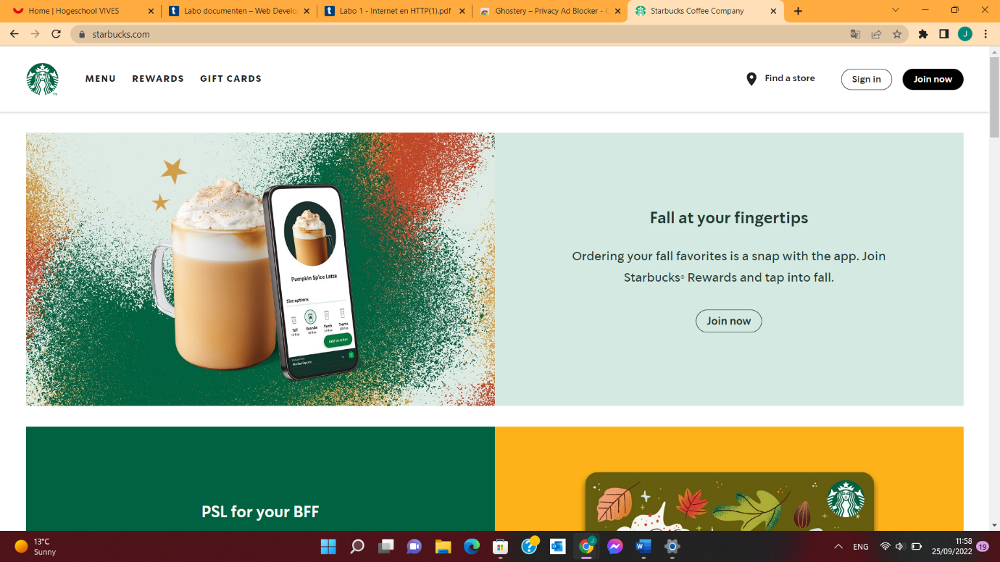 Home | Hogeschool VIVES
Labo documenten – Web Develo
Labo 1 - Internet en HTTP(1).pdf
Ghostery – Privacy Ad Blocker - C
Starbucks Coffee Company
starbucks.com
J
MENU REWARDS GIFT CARDS
Find a store
Sign in
Join now
Pumpkin Spice Latte
Size options
Tall Grande Venti Trenta
Add to order
Market Square
Fall at your fingertips
Ordering your fall favorites is a snap with the app. Join
Starbucks® Rewards and tap into fall.
Join now
PSL for your BFF
13°C
Sunny
ENG
11:58
25/09/2022
19